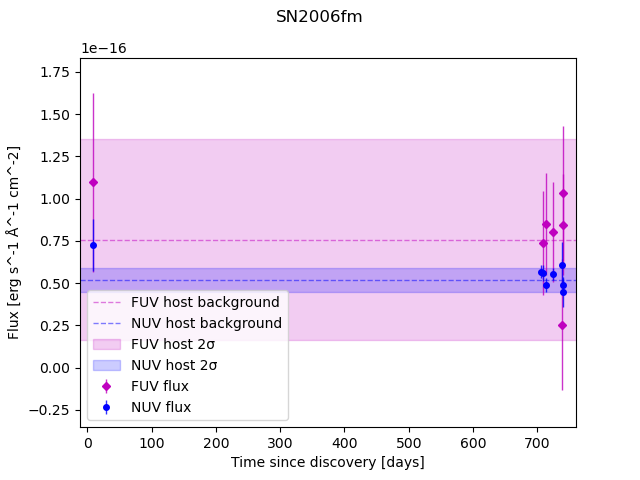 SN2006fm
1e−16
1.75
1.50
1.25
1.00
0.75
0.50
0.25
0.00
−0.25
Flux [erg s^-1 Å^-1 cm^-2]
FUV host background
NUV host background
FUV host 2σ
NUV host 2σ
FUV flux
NUV flux
0 100 200 300 400 500 600 700
Time since discovery [days]